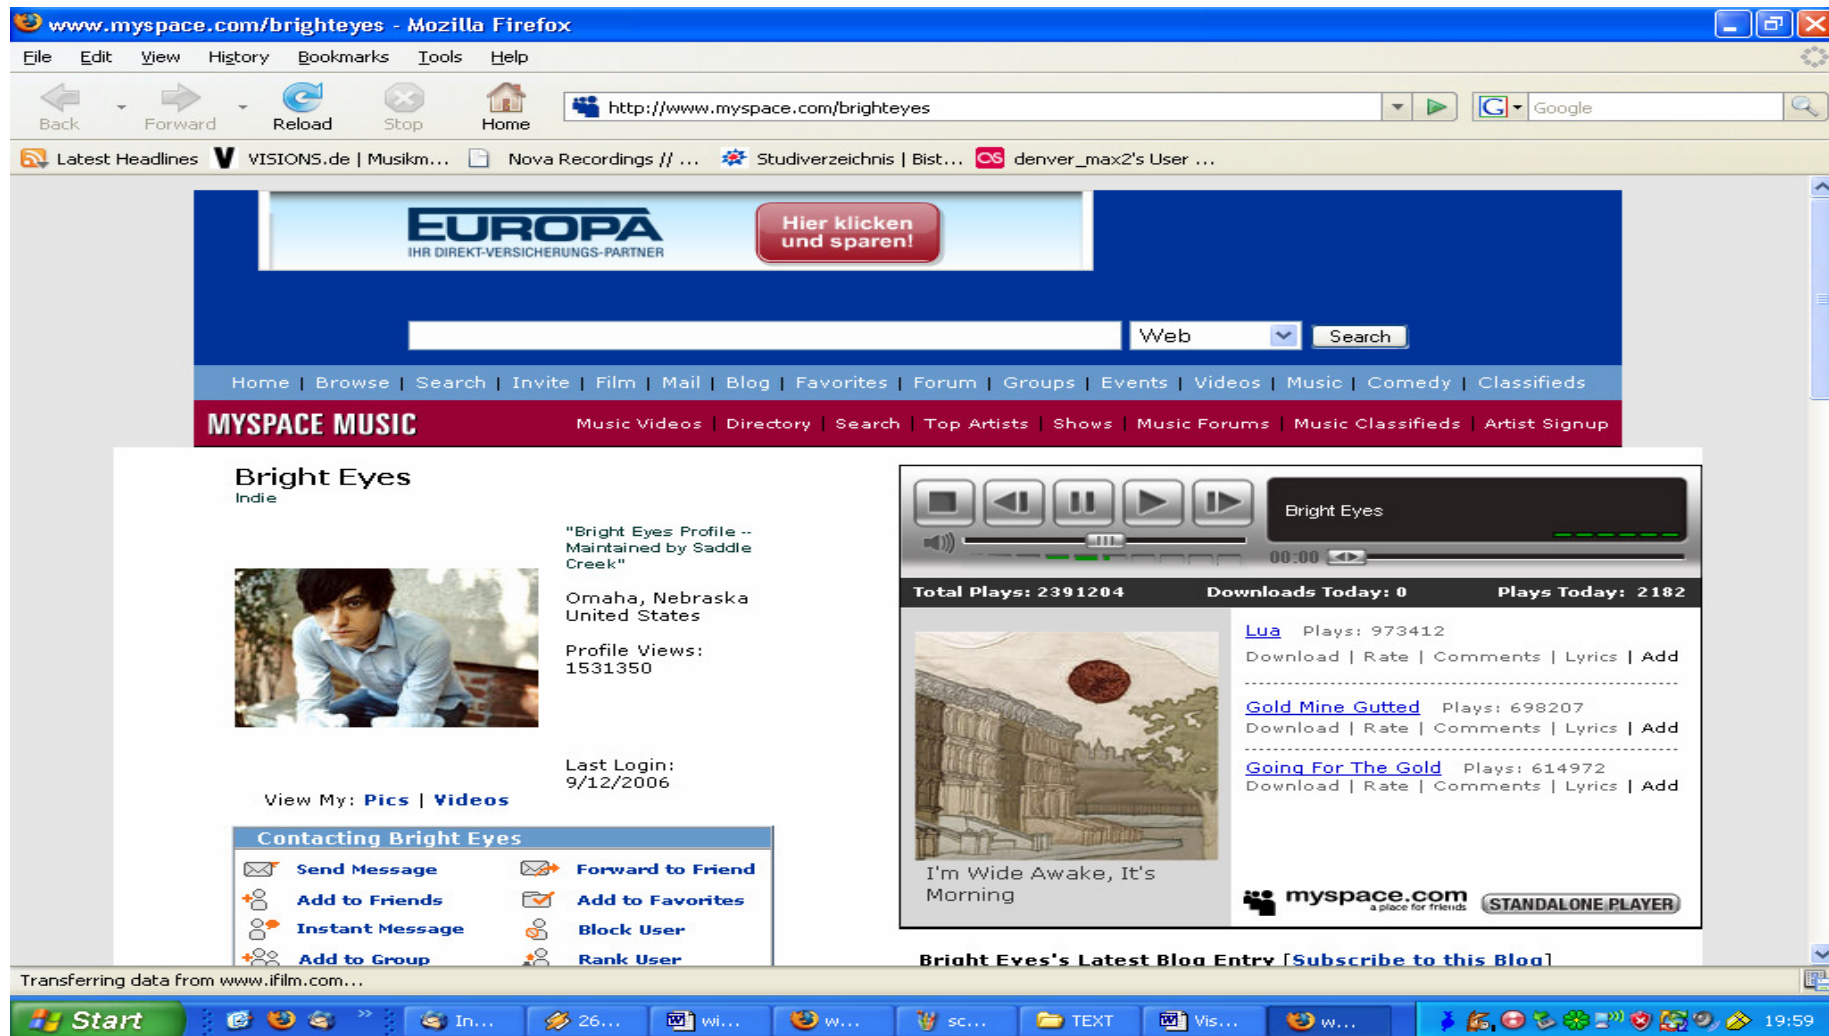 www.myspace.com/brighteyes - Mozilla Firefox
File Edit View History Bookmarks Tools Help
Back Forward Reload Stop Home http://www.myspace.com/brighteyes G Google
Latest Headlines V VISIONS.de | Musikm... Nova Recordings // ... Studiverzeichnis | Bist... denver_max2's User ...
EUROPA
IHR DIREKT-VERSICHERUNGS-PARTNER
Hier klicken
und sparen!
Web Search
Home | Browse | Search | Invite | Film | Mail | Blog | Favorites | Forum | Groups | Events | Videos | Music | Comedy | Classifieds
MYSPACE MUSIC Music Videos | Directory | Search | Top Artists | Shows | Music Forums | Music Classifieds | Artist Signup
Bright Eyes
Indie
"Bright Eyes Profile --
Maintained by Saddle
Creek"
Omaha, Nebraska
United States
Profile Views:
1531350
Last Login:
9/12/2006
View My: Pics | Videos
Contacting Bright Eyes
Send Message Forward to Friend
Add to Friends Add to Favorites
Instant Message Block User
Add to Group Rank User
Bright Eyes
00:00
Total Plays: 2391204 Downloads Today: 0 Plays Today: 2182
Lua Plays: 973412
Download | Rate | Comments | Lyrics | Add
Gold Mine Gutted Plays: 698207
Download | Rate | Comments | Lyrics | Add
Going For The Gold Plays: 614972
Download | Rate | Comments | Lyrics | Add
I'm Wide Awake, It's
Morning
myspace.com
a place for friends
STANDALONE PLAYER
Bright Eyes's Latest Blog Entry [Subscribe to this Blog]
Transferring data from www.ifilm.com...
Start In... 26... wi... w... sc... TEXT Vis... w... 19:59